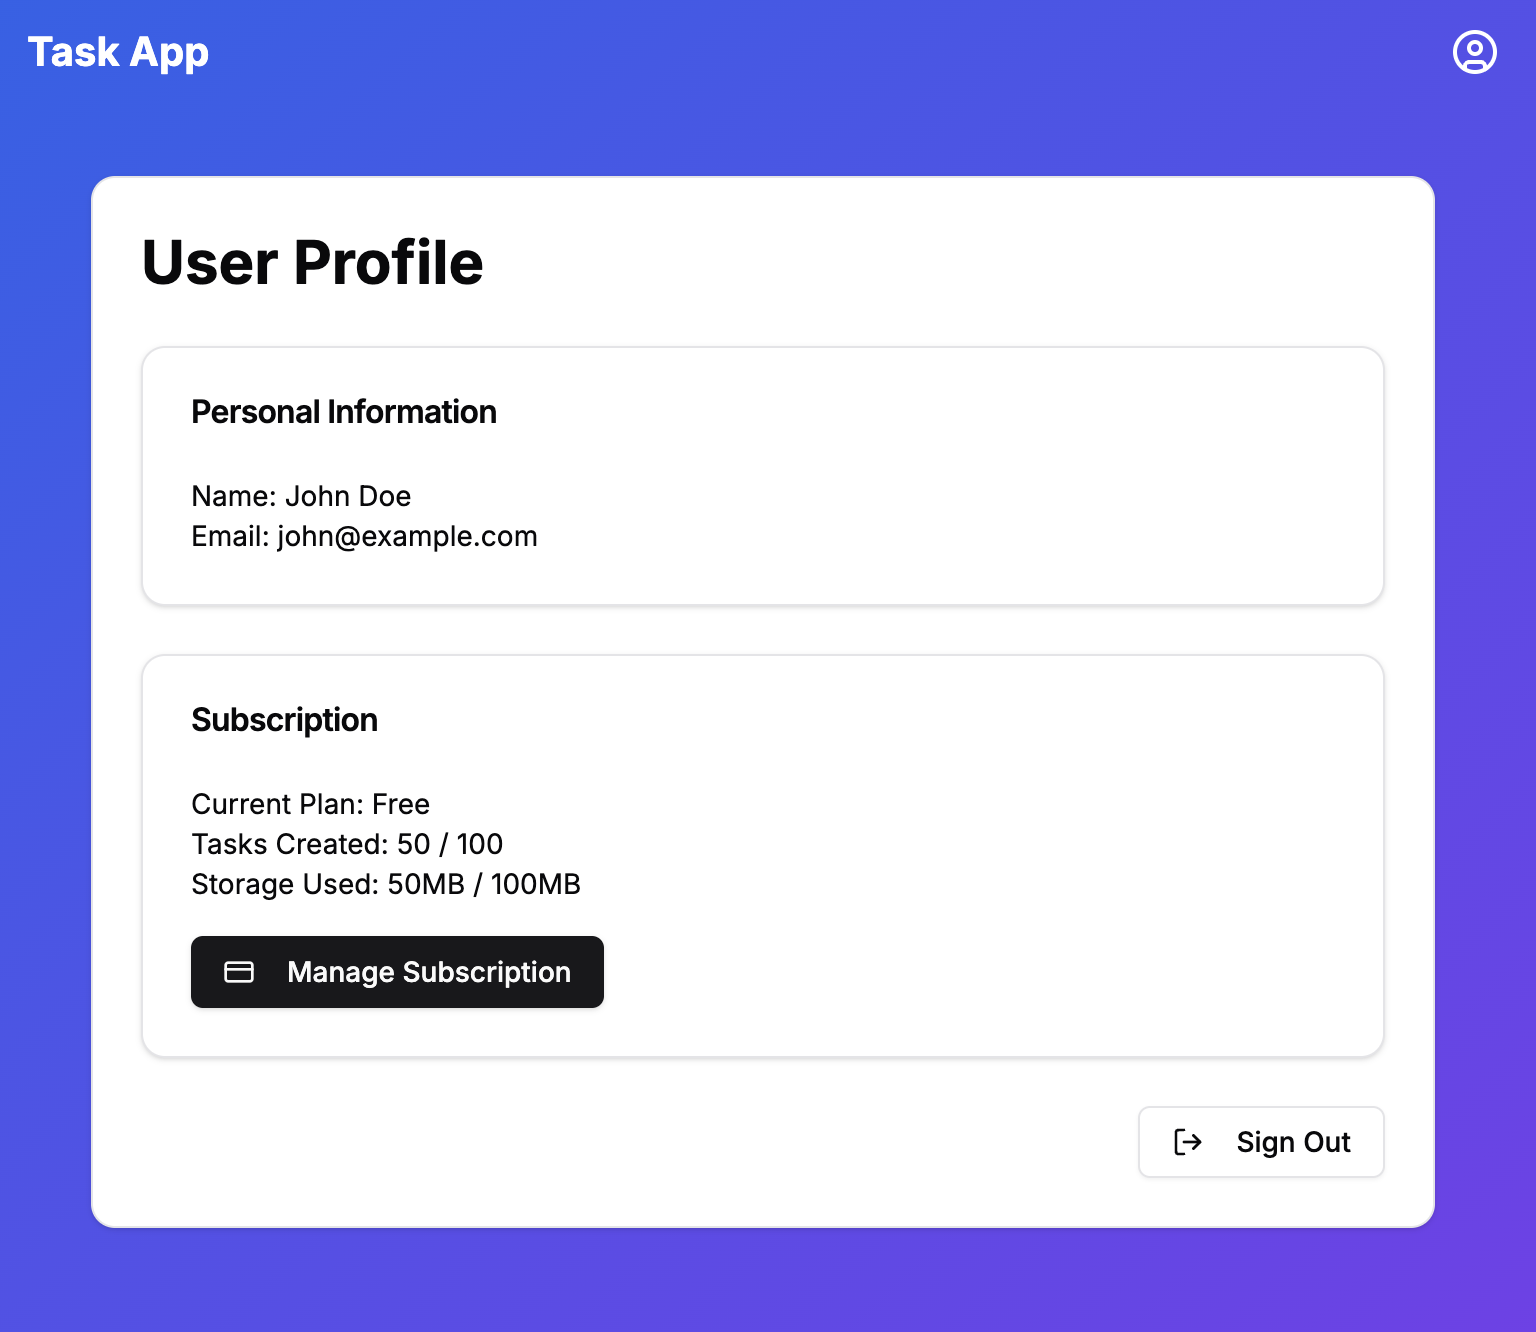 Task App
User Profile
Personal Information
Name: John Doe
Email: john@example.com
Subscription
Current Plan: Free
Tasks Created: 50 / 100
Storage Used: 50MB / 100MB
Manage Subscription
Sign Out